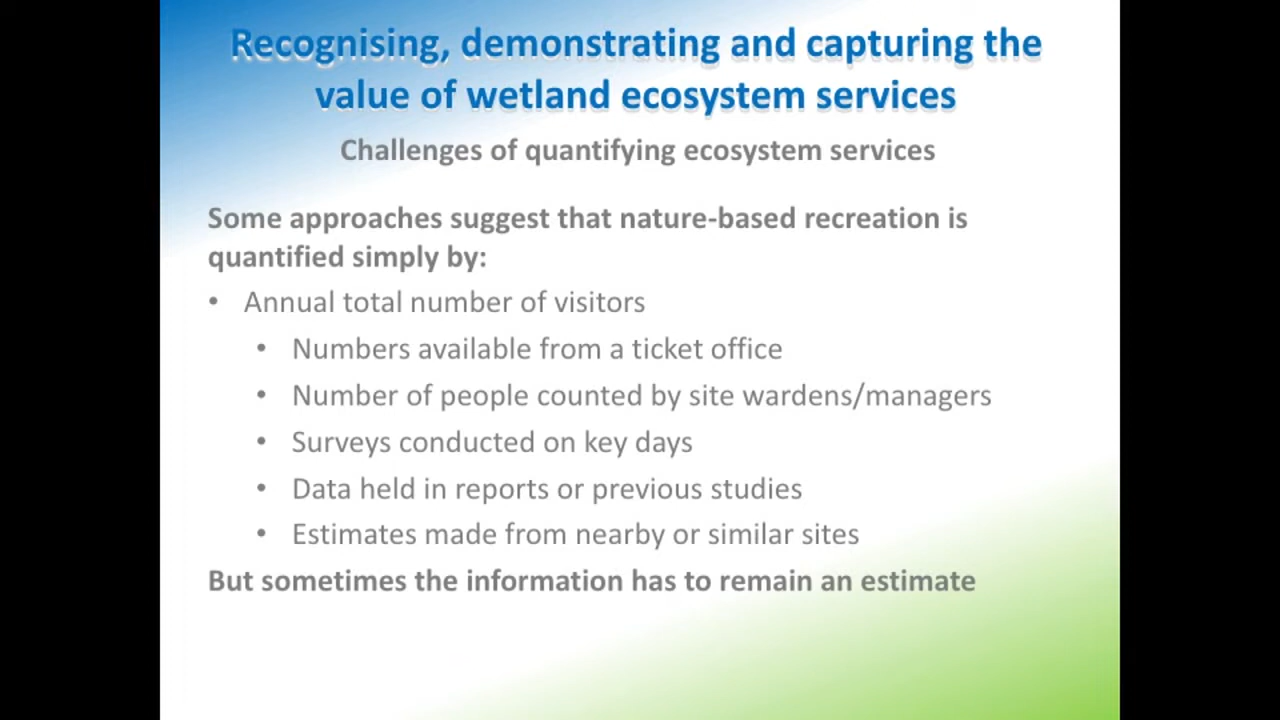 Recognising, demonstrating and capturing the
value of wetland ecosystem services
Challenges of quantifying ecosystem services
Some approaches suggest that nature-based recreation is
quantified simply by:
• Annual total number of visitors
• Numbers available from a ticket office
• Number of people counted by site wardens/managers
• Surveys conducted on key days
• Data held in reports or previous studies
• Estimates made from nearby or similar sites
But sometimes the information has to remain an estimate